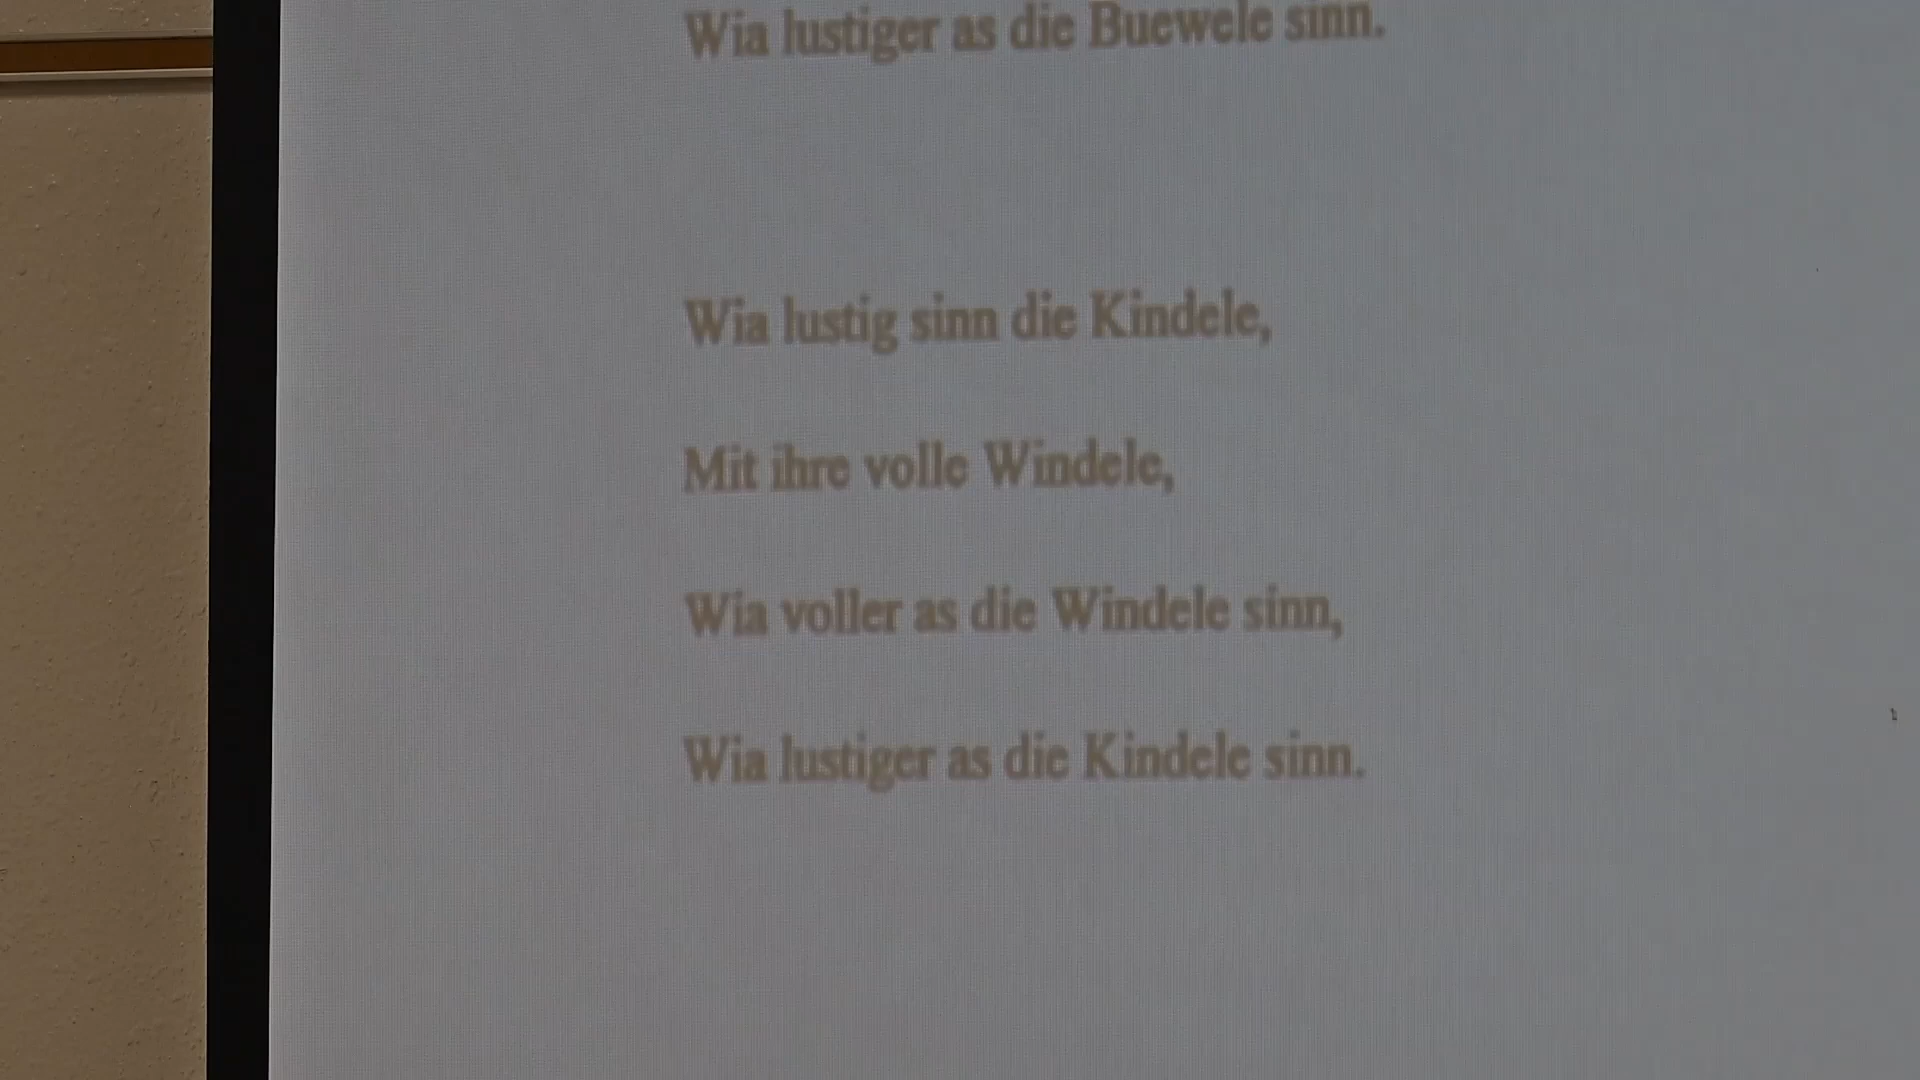 Wia lustiger as die Buewele sinn.
Wia lustig sinn die Kindele,
Mit ihre volle Windele,
Wia voller as die Windele sinn,
Wia lustiger as die Kindele sinn.